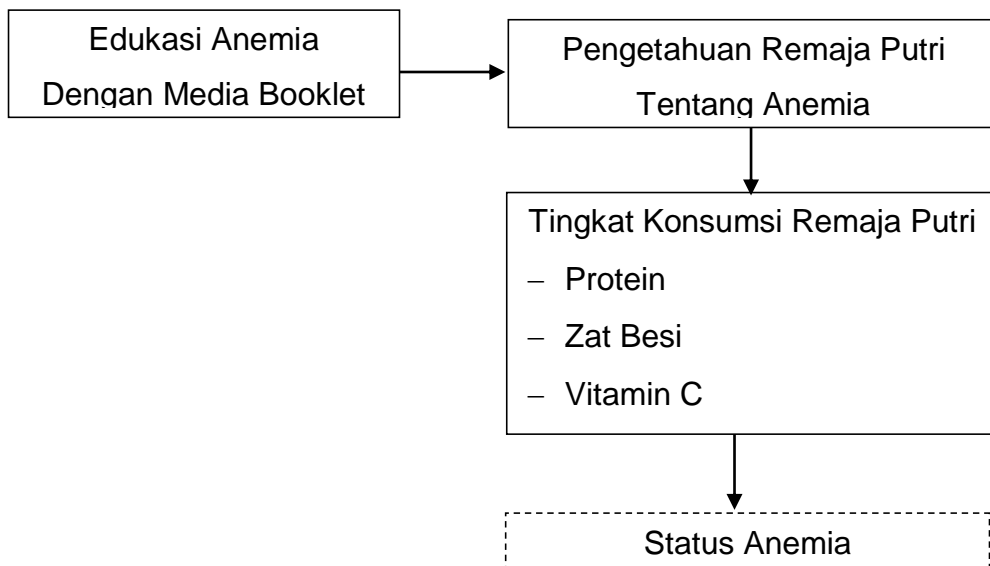 Edukasi Anemia
Dengan Media Booklet
Pengetahuan Remaja Putri
Tentang Anemia
Tingkat Konsumsi Remaja Putri
– Protein
– Zat Besi
– Vitamin C
Status Anemia